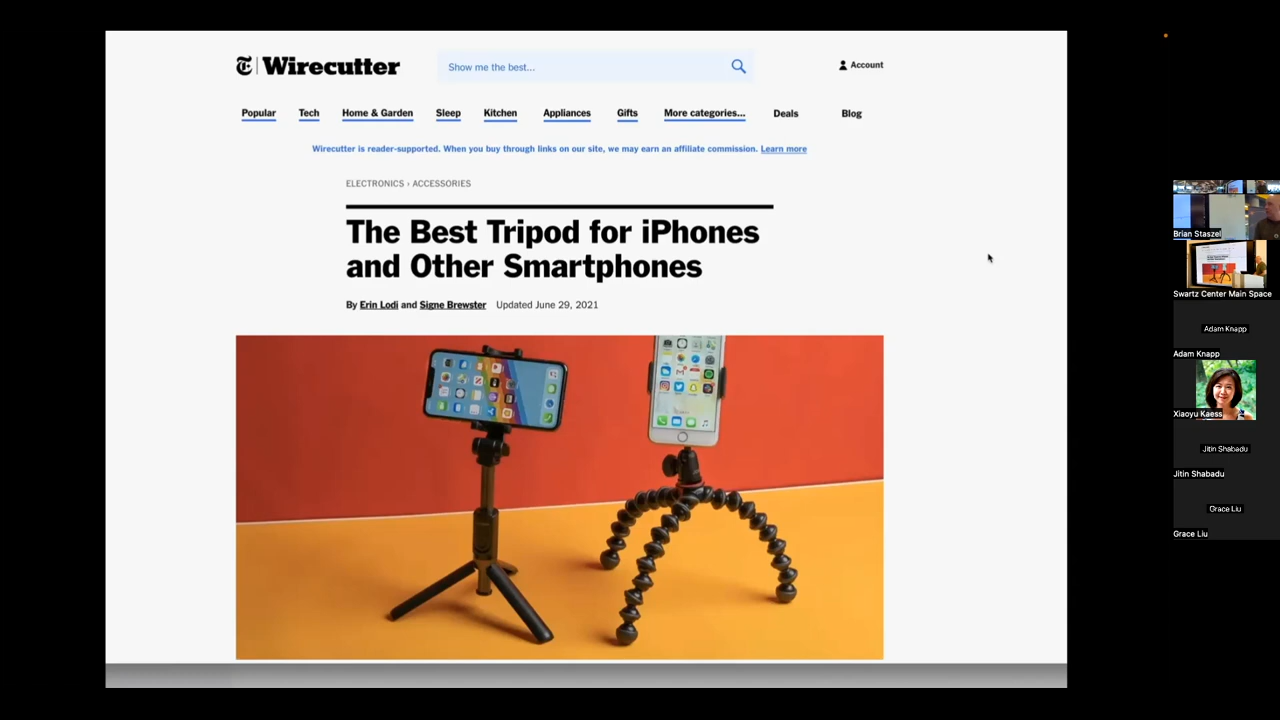 Wirecutter
Show me the best...
Account
Popular
Tech
Home & Garden
Sleep
Kitchen
Appliances
Gifts
More categories...
Deals
Blog
Wirecutter is reader-supported. When you buy through links on our site, we may earn an affiliate commission. Learn more
ELECTRONICS › ACCESSORIES
The Best Tripod for iPhones
and Other Smartphones
By Erin Lodi and Signe Brewster Updated June 29, 2021
Brian Staszel
Swartz Center Main Space
Adam Knapp
Adam Knapp
Xiaoyu Kaess
Jitin Shabadu
Jitin Shabadu
Grace Liu
Grace Liu